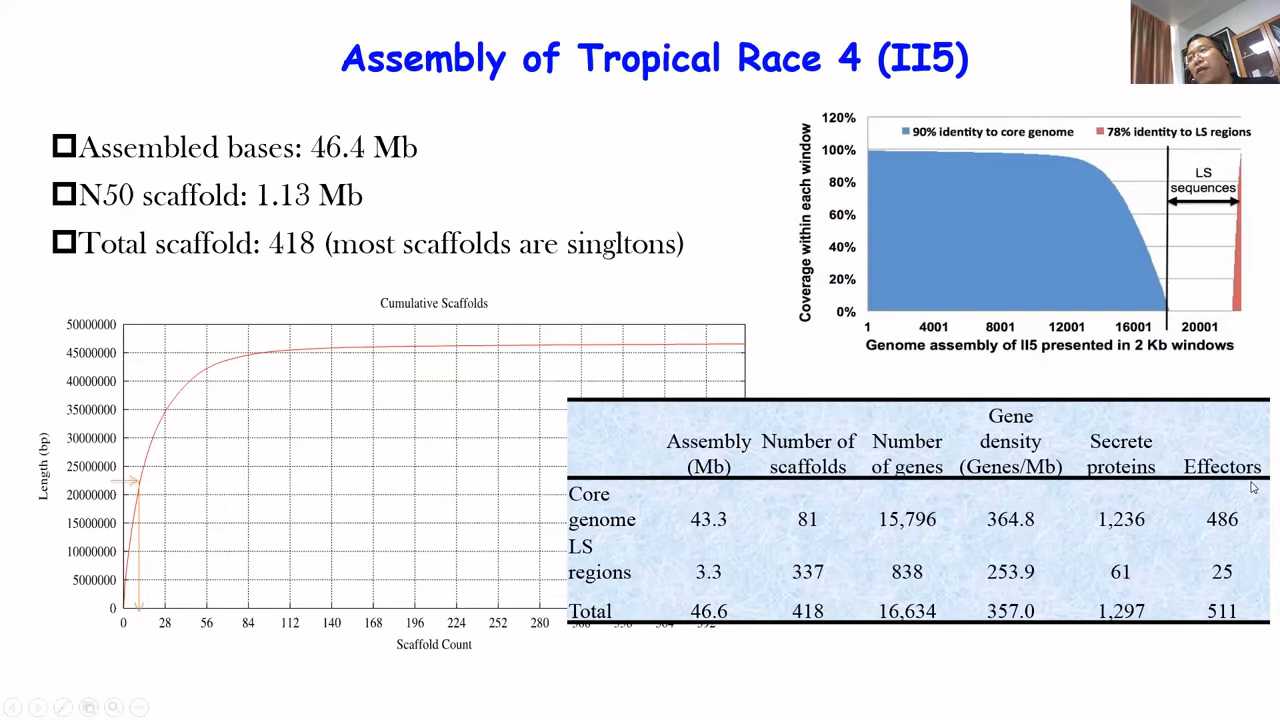 Assembly of Tropical Race 4 (II5)
Assembled bases: 46.4 Mb
N50 scaffold: 1.13 Mb
Total scaffold: 418 (most scaffolds are singltons)
120%
100%
80%
60%
40%
20%
0%
Coverage within each window
90% identity to core genome
78% identity to LS regions
LS
sequences
1 4001 8001 12001 16001 20001
Genome assembly of II5 presented in 2 Kb windows
Cumulative Scaffolds
50000000
45000000
40000000
35000000
30000000
25000000
20000000
15000000
10000000
5000000
0
Length (bp)
0 28 56 84 112 140 168 196 224 252 280
Scaffold Count
Gene
Assembly Number of Number density Secrete
(Mb) scaffolds of genes (Genes/Mb) proteins Effectors
Core
genome 43.3 81 15,796 364.8 1,236 486
LS
regions 3.3 337 838 253.9 61 25
Total 46.6 418 16,634 357.0 1,297 511